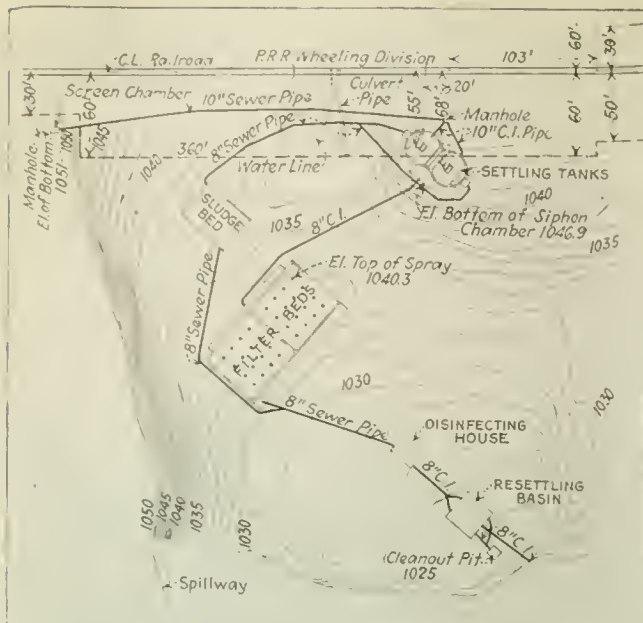 C.L. Railroad
P.R.R Wheeling Division
103'
60'
30'
30'
60'
Screen Chamber
10" Sewer Pipe
Culvert
Pipe
55'
68'
20'
60'
50'
Manhole
10" C.I. Pipe
1050
1045
1040
360'
8" Sewer Pipe
Water Line
SETTLING TANKS
Manhole
El. of Bottom
1051
SLUDGE
BED
1035
8" C.I.
1040
El. Bottom of Siphon
Chamber 1046.9
1035
El. Top of Spray
1040.3
8" Sewer Pipe
FILTER BEDS
1030
1030
8" Sewer Pipe
DISINFECTING
HOUSE
8" C.I.
RESETTLING
BASIN
1050
1045
1040
1035
1030
8" C.I.
Cleanout Pit
1025
Spillway